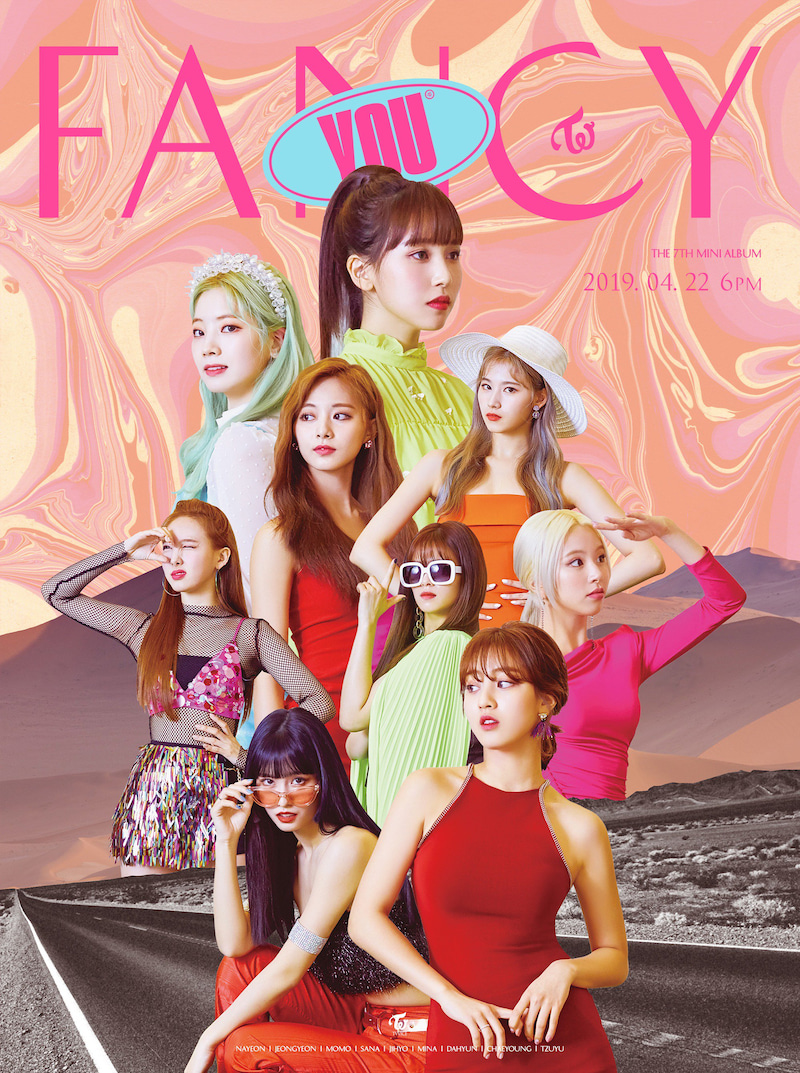 FANCY
YOU®
THE 7TH MINI ALBUM
2019. 04. 22 6PM
TWICE
NAYEON I JEONGYEON I MOMO I SANA I JIHYO I MINA I DAHYUN I CHAEYOUNG I TZUYU